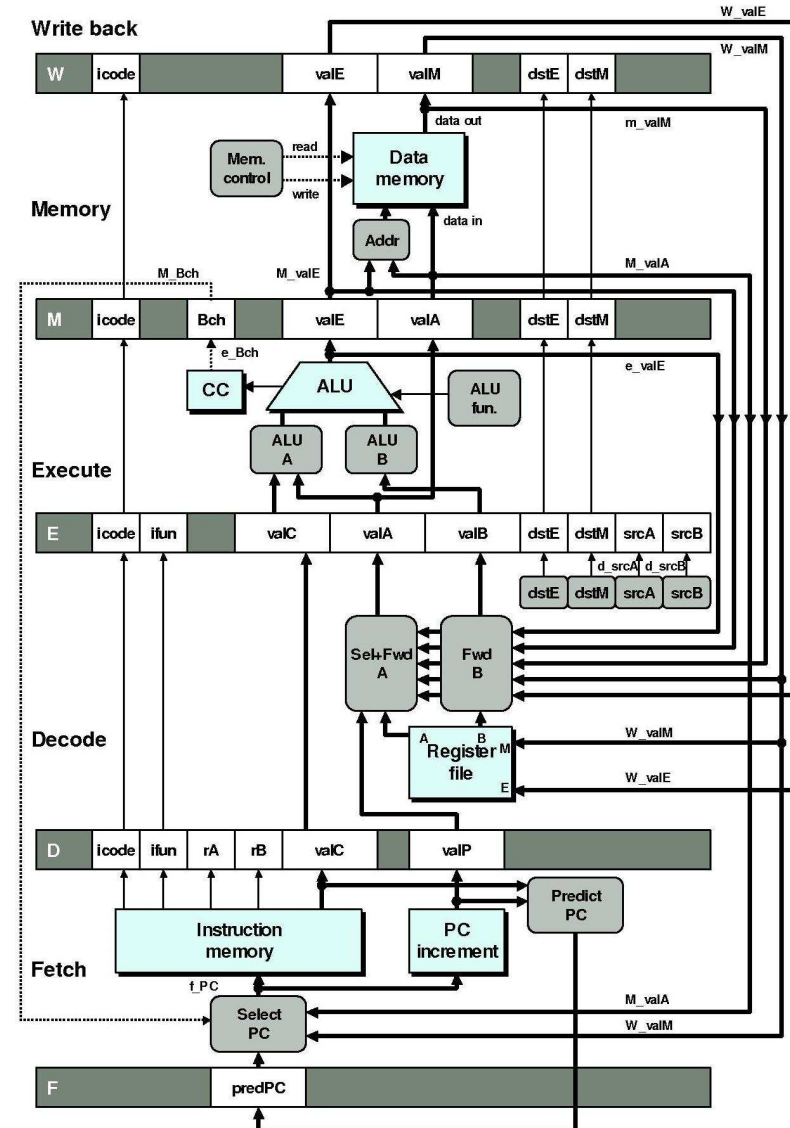 W_valE
Write back
W_valM
W icode valE valM dstE dstM
data out
m_valM
Mem. control
read
write
Data memory
Memory
data in
Addr
M_Bch
M_valE
M_valA
M icode Bch valE valA dstE dstM
e_Bch
e_valE
CC
ALU
ALU fun.
ALU A
ALU B
Execute
E icode ifun valC valA valB dstE dstM srcA srcB
d_srcA d_srcB
dstE dstM srcA srcB
Sel+Fwd A
Fwd B
Decode
A B M
Register file
E
W_valM
W_valE
D icode ifun rA rB valC valP
Predict PC
Instruction memory
PC increment
Fetch
f_PC
Select PC
M_valA
W_valM
F predPC